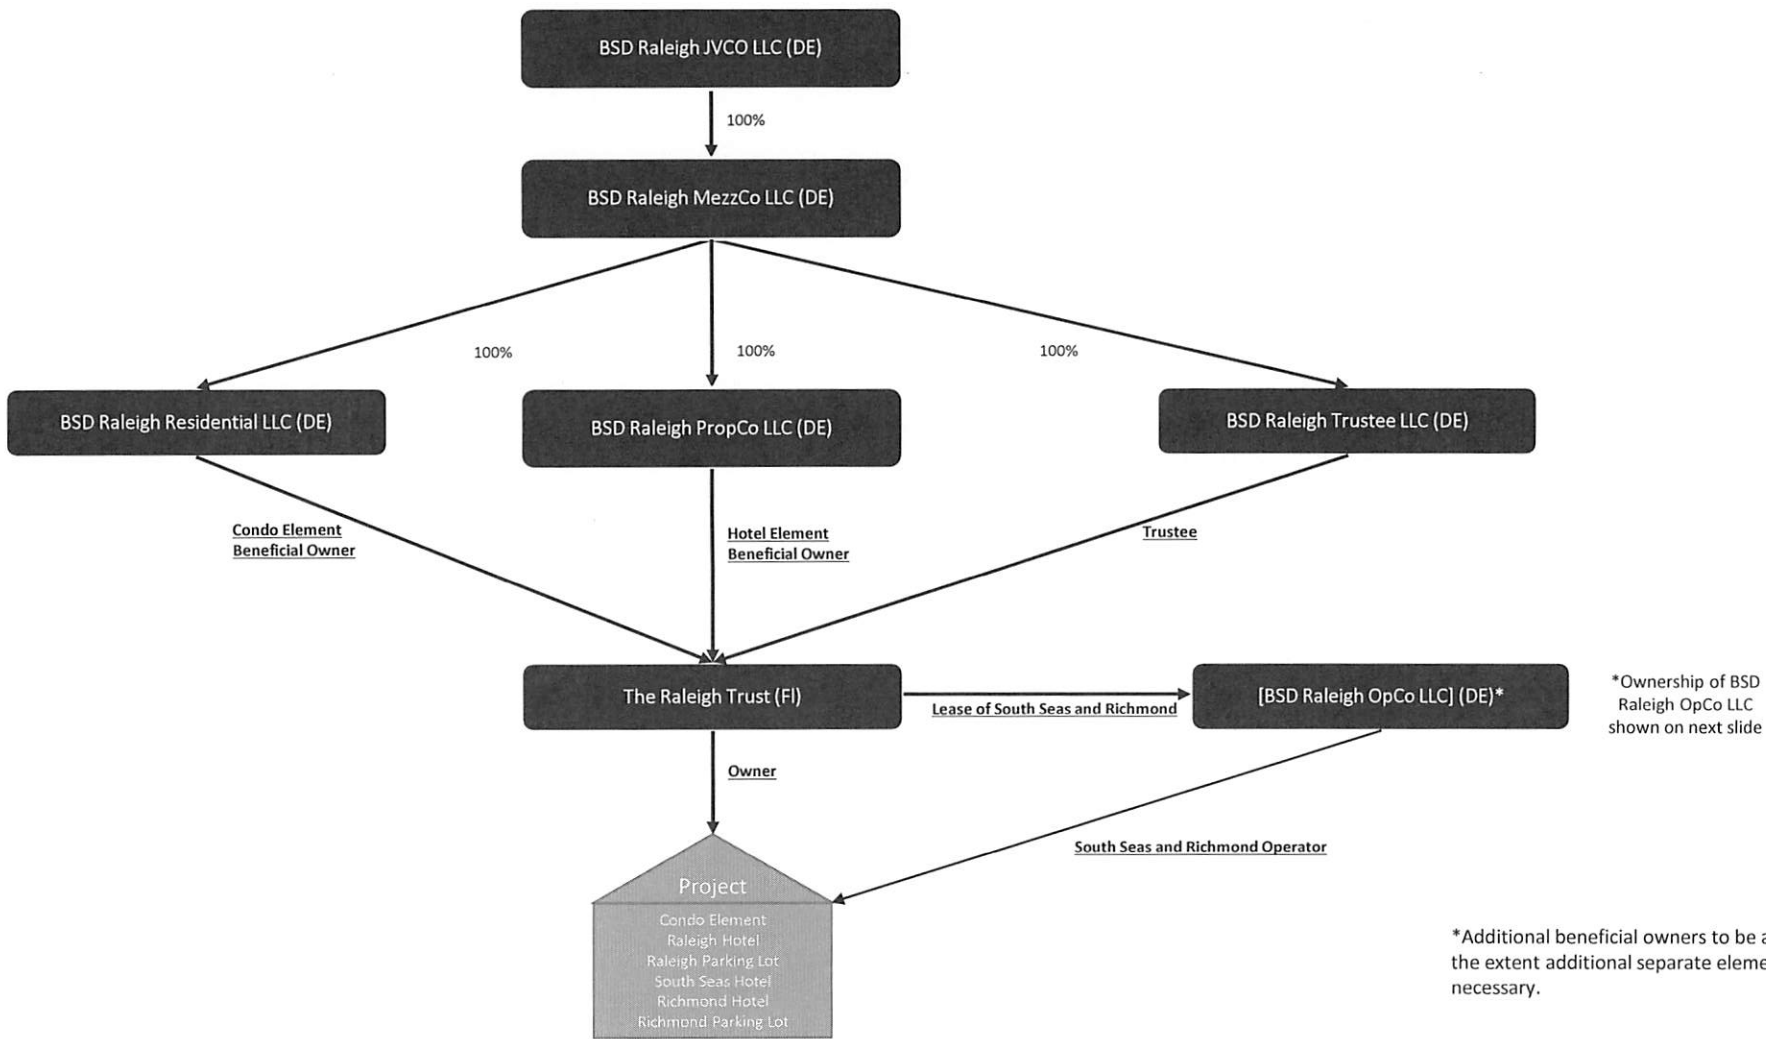 BSD Raleigh JVCO LLC (DE)
100%
BSD Raleigh MezzCo LLC (DE)
100%
100%
100%
BSD Raleigh Residential LLC (DE)
BSD Raleigh PropCo LLC (DE)
BSD Raleigh Trustee LLC (DE)
Condo Element
Beneficial Owner
Hotel Element
Beneficial Owner
Trustee
The Raleigh Trust (Fl)
Lease of South Seas and Richmond
[BSD Raleigh OpCo LLC] (DE)*
*Ownership of BSD
Raleigh OpCo LLC
shown on next slide
Owner
South Seas and Richmond Operator
Project
Condo Element
Raleigh Hotel
Raleigh Parking Lot
South Seas Hotel
Richmond Hotel
Richmond Parking Lot
*Additional beneficial owners to be
the extent additional separate
necessary.